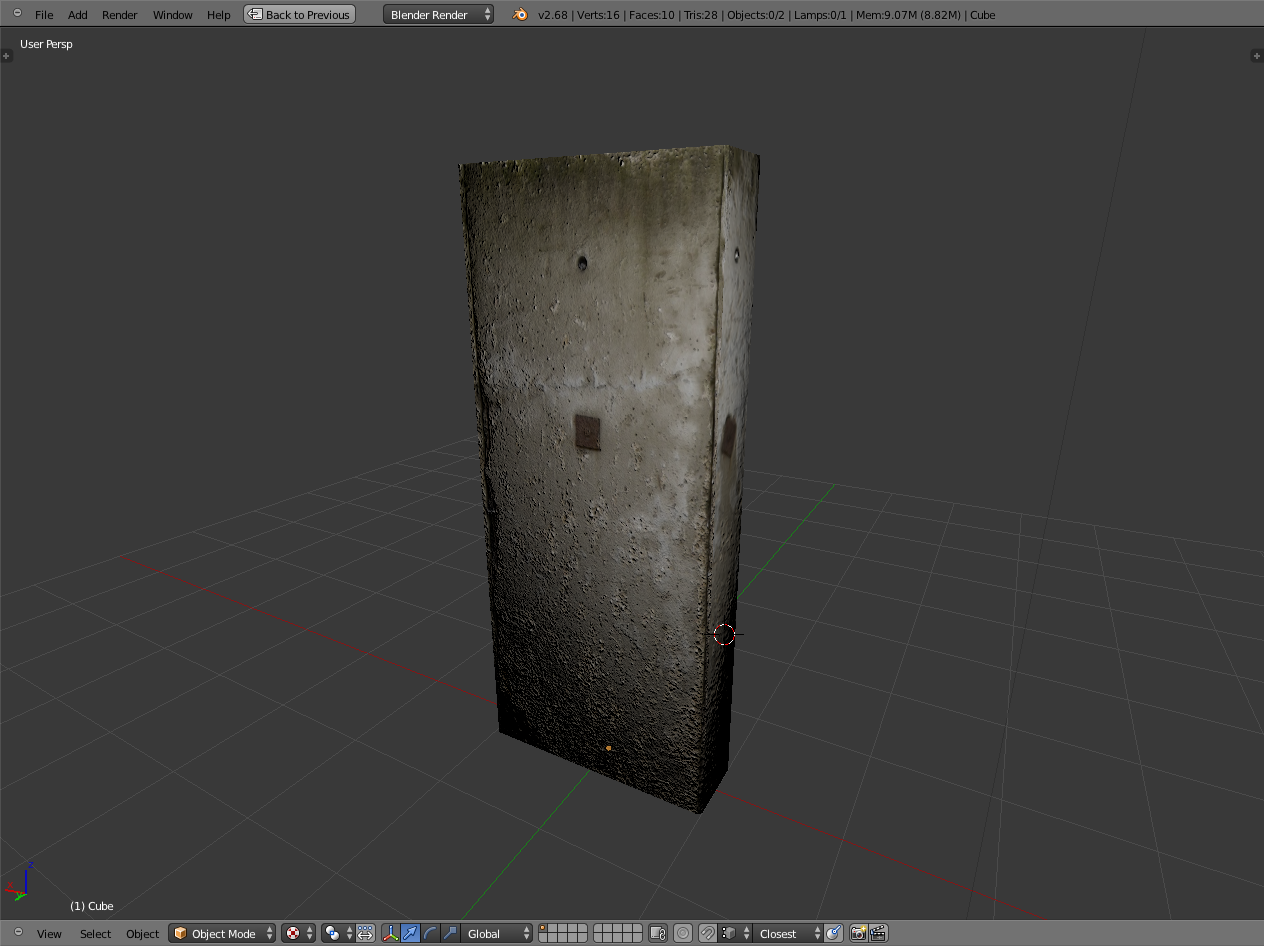 File Add Render Window Help Back to Previous Blender Render v2.68 | Verts:16 | Faces:10 | Tris:28 | Objects:0/2 | Lamps:0/1 | Mem:9.07M (8.82M) | Cube
User Persp
z
(1) Cube
View Select Object Object Mode Global Closest